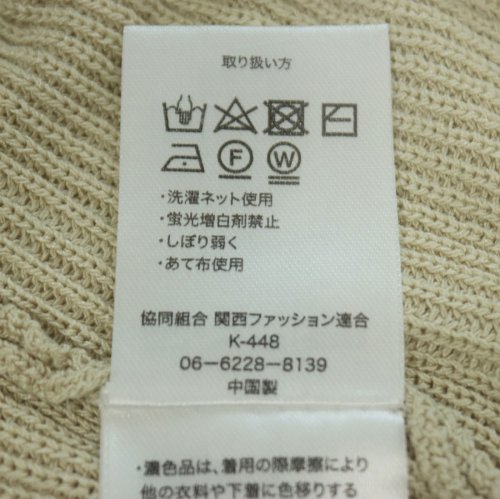 取り扱い方
F W
・洗濯ネット使用
・蛍光増白剤禁止
・しぼり弱く
・あて布使用
協同組合 関西ファッション連合
K-448
06-6228-8139
中国製
・濃色品は、着用の際摩擦により
他の衣料や下着に色移りする